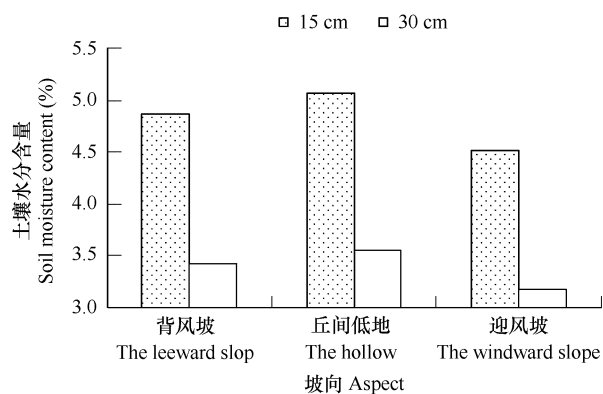 15 cm 30 cm
土壤水分含量
Soil moisture content (%)
5.5
5.0
4.5
4.0
3.5
3.0
背风坡 丘间低地 迎风坡
The leeward slop The hollow The windward slope
坡向 Aspect